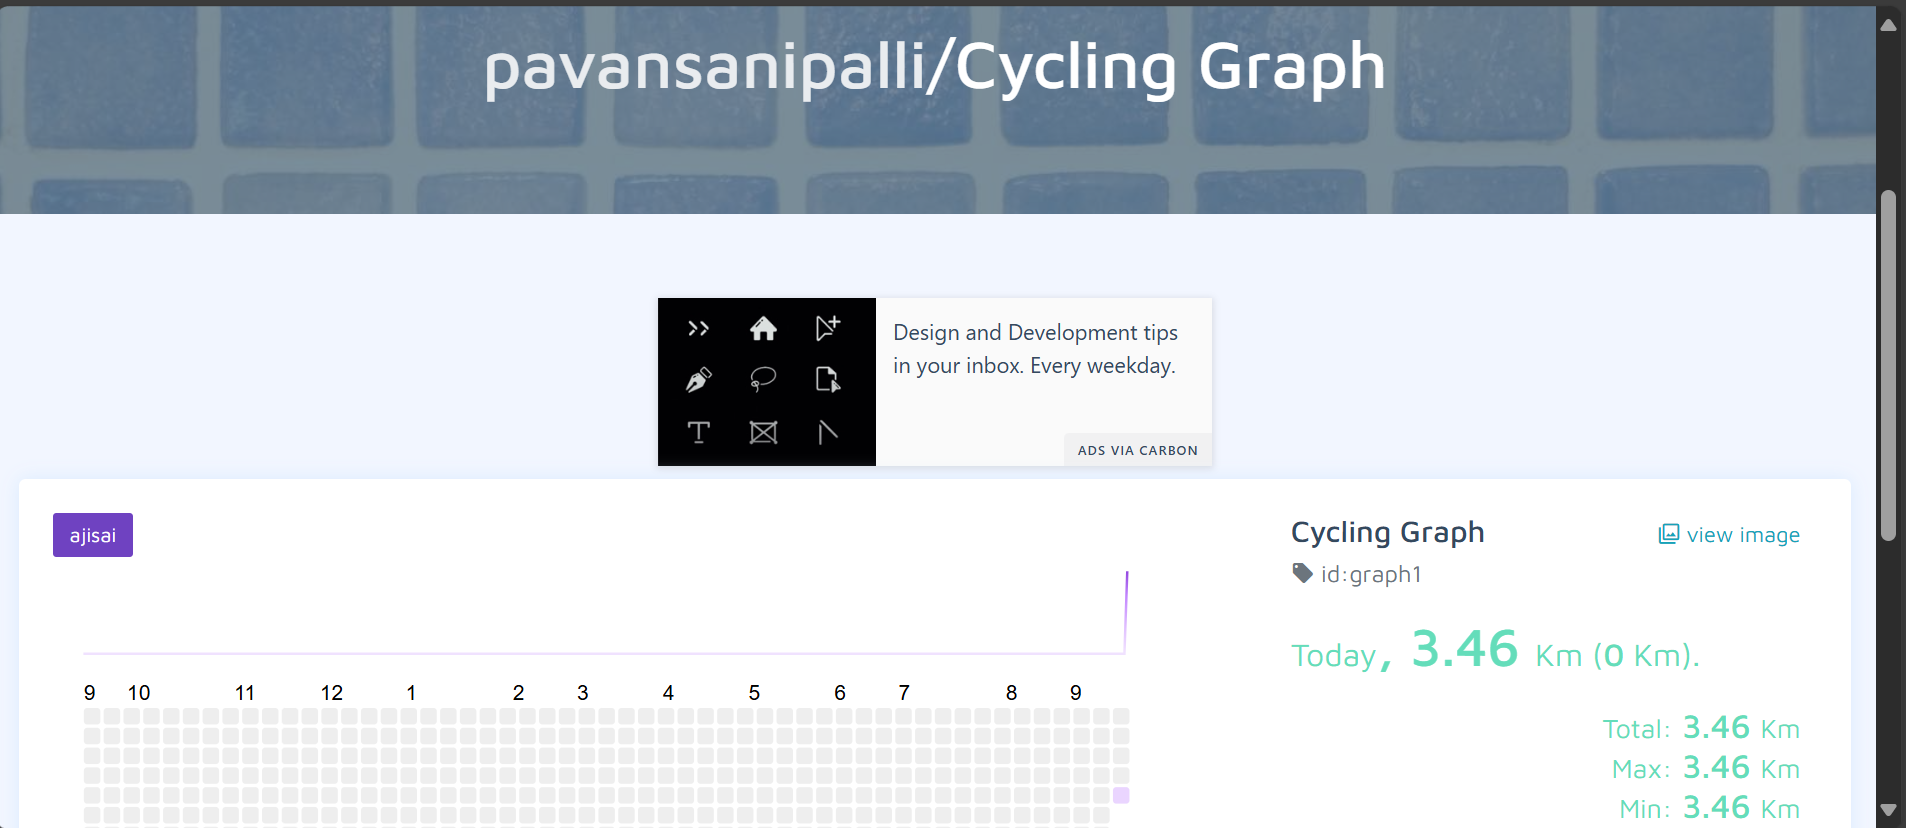 pavansanipalli/Cycling Graph
Design and Development tips
in your inbox. Every weekday.
ADS VIA CARBON
ajisai
9 10 11 12 1 2 3 4 5 6 7 8 9
Cycling Graph
view image
id:graph1
Today, 3.46 Km (0 Km).
Total: 3.46 Km
Max: 3.46 Km
Min: 3.46 Km